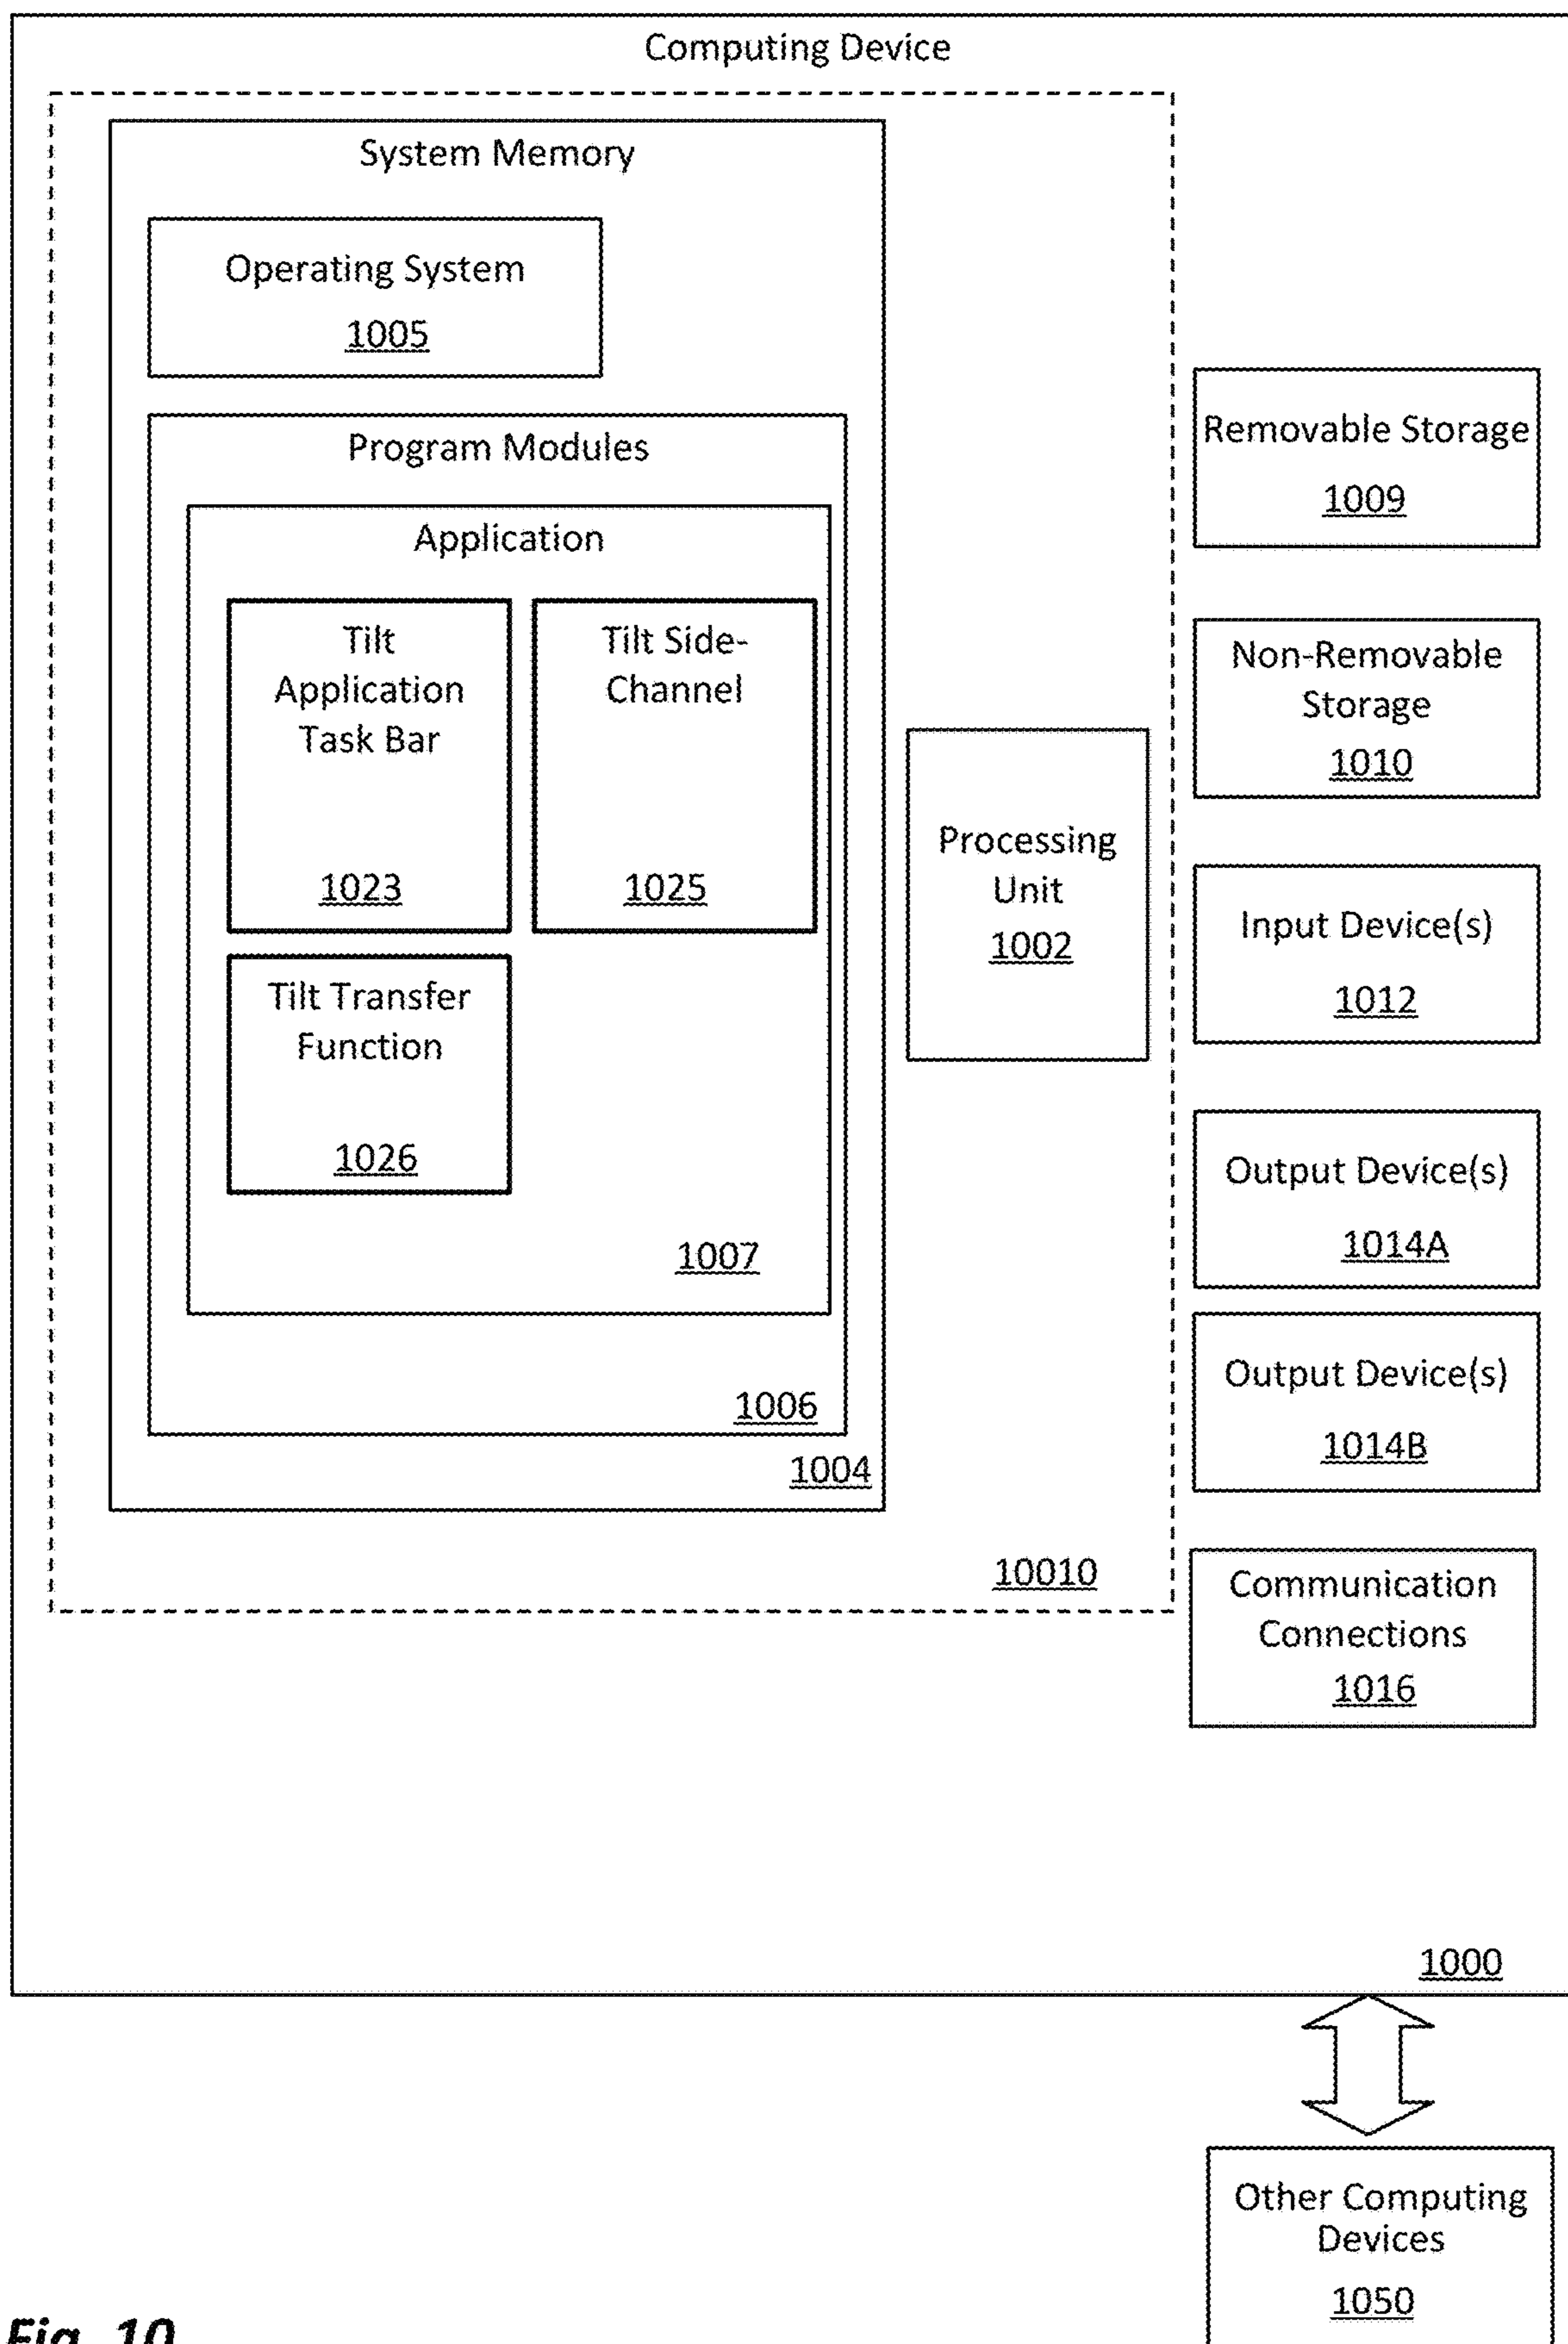 Computing Device
System Memory
Operating System
1005
Program Modules
Application
Tilt
Application
Task Bar
1023
Tilt Side-
Channel
1025
Tilt Transfer
Function
1026
1007
1006
1004
Processing
Unit
1002
10010
Removable Storage
1009
Non-Removable
Storage
1010
Input Device(s)
1012
Output Device(s)
1014A
Output Device(s)
1014B
Communication
Connections
1016
1000
Other Computing
Devices
1050
Fig. 10